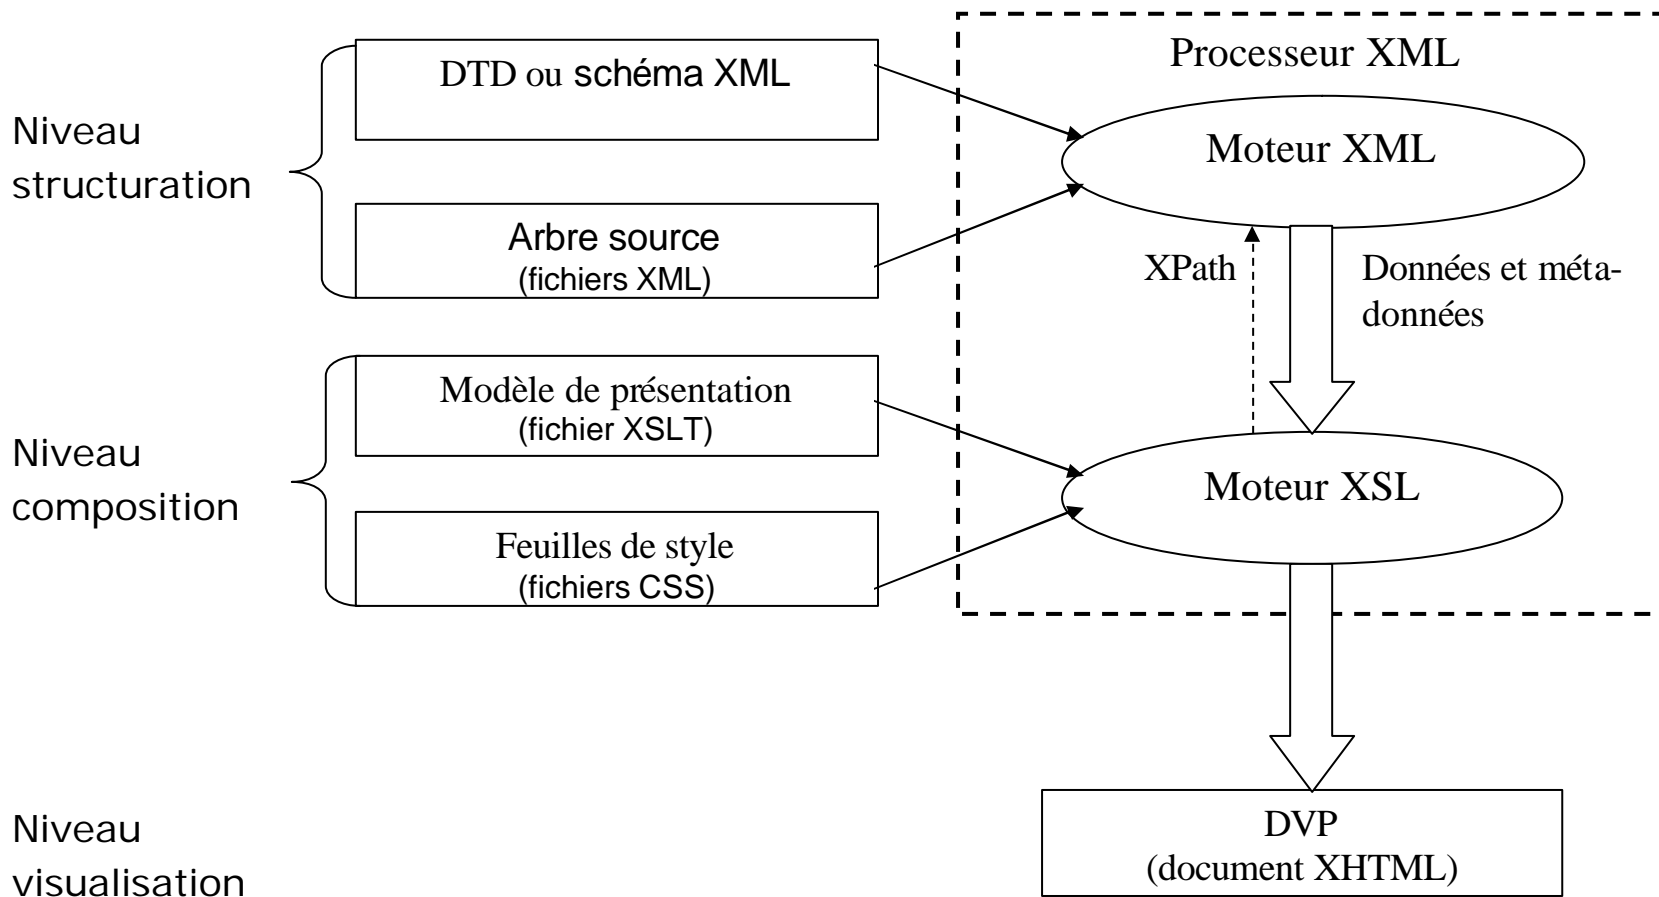 Processeur XML
DTD ou schéma XML
Niveau
structuration
Moteur XML
Arbre source
(fichiers XML)
XPath
Données et méta-
données
Modèle de présentation
(fichier XSLT)
Niveau
composition
Moteur XSL
Feuilles de style
(fichiers CSS)
Niveau
visualisation
DVP
(document XHTML)